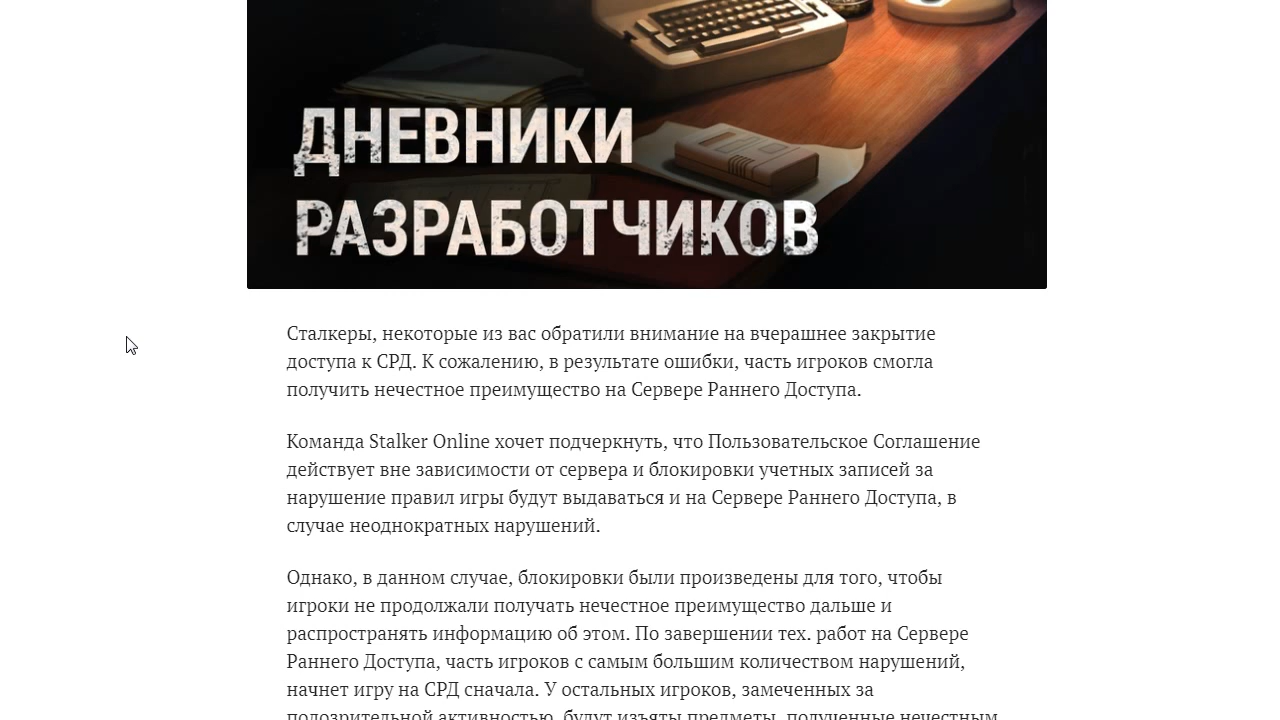 ДНЕВНИКИ
РАЗРАБОТЧИКОВ
Сталкеры, некоторые из вас обратили внимание на вчерашнее закрытие
доступа к СРД. К сожалению, в результате ошибки, часть игроков смогла
получить нечестное преимущество на Сервере Раннего Доступа.
Команда Stalker Online хочет подчеркнуть, что Пользовательское Соглашение
действует вне зависимости от сервера и блокировки учетных записей за
нарушение правил игры будут выдаваться и на Сервере Раннего Доступа, в
случае неоднократных нарушений.
Однако, в данном случае, блокировки были произведены для того, чтобы
игроки не продолжали получать нечестное преимущество дальше и
распространять информацию об этом. По завершении тех. работ на Сервере
Раннего Доступа, часть игроков с самым большим количеством нарушений,
начнет игру на СРД сначала. У остальных игроков, замеченных за
подозрительной активностью, будут изъяты предметы, полученные нечестным